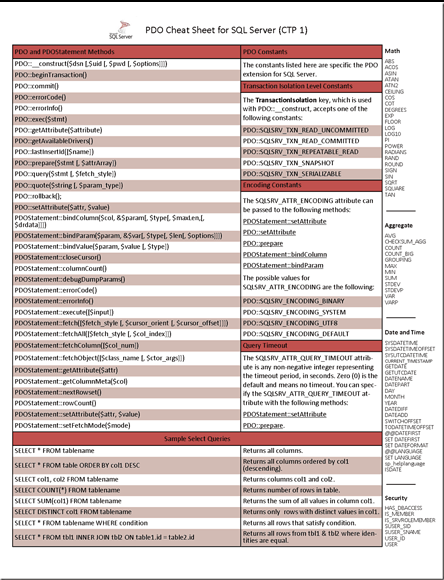 SQL Server
PDO Cheat Sheet for SQL Server (CTP 1)
PDO and PDOStatement Methods
PDO::__construct($dsn [,$uid [, $pwd [, $options]]])
PDO::beginTransaction()
PDO::commit()
PDO::errorCode()
PDO::errorInfo()
PDO::exec($stmt)
PDO::getAttribute($attribute)
PDO::getAvailableDrivers()
PDO::lastInsertId([$name])
PDO::prepare($stmt [, $attrArray])
PDO::query($stmt [, $fetch_style])
PDO::quote($string [, $param_type])
PDO::rollback();
PDO::setAttribute($attr, $value)
PDOStatement::bindColumn($col, &$param[, $type[, $maxLen,[,
$drdata]]])
PDOStatement::bindParam($param, &$var[, $type[, $len[, $options]]])
PDOStatement::bindValue($param, $value [, $type])
PDOStatement::closeCursor()
PDOStatement::columnCount()
PDOStatement::debugDumpParams()
PDOStatement::errorCode()
PDOStatement::errorInfo()
PDOStatement::execute([$input])
PDOStatement::fetch([$fetch_style [, $cursor_orient [, $cursor_offset]]])
PDOStatement::fetchAll([$fetch_style [, $col_index])
PDOStatement::fetchColumn([$col_num])
PDOStatement::fetchObject([$class_name [, $ctor_args]])
PDOStatement::getAttribute($attr)
PDOStatement::getColumnMeta($col)
PDOStatement::nextRowset()
PDOStatement::rowCount()
PDOStatement::setAttribute($attr, $value)
PDOStatement::setFetchMode($mode)
PDO Constants
The constants listed here are specific the PDO
extension for SQL Server.
Transaction Isolation Level Constants
The TransactionIsolation key, which is used
with PDO::__construct, accepts one of the
following constants:
PDO::SQLSRV_TXN_READ_UNCOMMITTED
PDO::SQLSRV_TXN_READ_COMMITTED
PDO::SQLSRV_TXN_REPEATABLE_READ
PDO::SQLSRV_TXN_SNAPSHOT
PDO::SQLSRV_TXN_SERIALIZABLE
Encoding Constants
The SQLSRV_ATTR_ENCODING attribute can
be passed to the following methods:
PDOStatement::setAttribute
PDO::setAttribute
PDO::prepare
PDOStatement::bindColumn
PDOStatement::bindParam
The possible values for
SQLSRV_ATTR_ENCODING are the following:
PDO::SQLSRV_ENCODING_BINARY
PDO::SQLSRV_ENCODING_SYSTEM
PDO::SQLSRV_ENCODING_UTF8
PDO::SQLSRV_ENCODING_DEFAULT
Query Timeout
The SQLSRV_ATTR_QUERY_TIMEOUT attrib-
ute is any non-negative integer representing
the timeout period, in seconds. Zero (0) is the
default and means no timeout. You can spec-
ify the SQLSRV_ATTR_QUERY_TIMEOUT at-
tribute with the following methods:
PDOStatement::setAttribute
PDO::prepare.
Sample Select Queries
SELECT * FROM tablename
Returns all columns.
SELECT * FROM table ORDER BY col1 DESC
Returns all columns ordered by col1
(descending).
SELECT col1, col2 FROM tablename
Returns columns col1 and col2.
SELECT COUNT(*) FROM tablename
Returns number of rows in table.
SELECT SUM(col1) FROM tablename
Returns the sum of all values in column col1.
SELECT DISTINCT col1 FROM tablename
Returns only rows with distinct values in col1.
SELECT * FROM tablename WHERE condition
Returns all rows that satisfy condition.
SELECT * FROM tbl1 INNER JOIN tbl2 ON table1.id = table2.id
Returns all rows from tbl1 & tbl2 where iden-
tities are equal.
Math
ABS
ACOS
ASIN
ATAN
ATN2
CEILING
COS
COT
DEGREES
EXP
FLOOR
LOG
LOG10
PI
POWER
RADIANS
RAND
ROUND
SIGN
SIN
SQRT
SQUARE
TAN
Aggregate
AVG
CHECKSUM_AGG
COUNT
COUNT_BIG
GROUPING
MAX
MIN
SUM
STDEV
STDEVP
VAR
VARP
Date and Time
SYSDATETIME
SYSDATETIMEOFFSET
SYSUTCDATETIME
CURRENT_TIMESTAMP
GETDATE
GETUTCDATE
DATENAME
DATEPART
DAY
MONTH
YEAR
DATEDIFF
DATEADD
SWITCHOFFSET
TODATETIMEOFFSET
@@DATEFIRST
SET DATEFIRST
SET DATEFORMAT
@@LANGUAGE
SET LANGUAGE
sp_helplanguage
ISDATE
Security
HAS_DBACCESS
IS_MEMBER
IS_SRVROLEMEMBER
SUSER_SID
SUSER_SNAME
USER_ID
USER